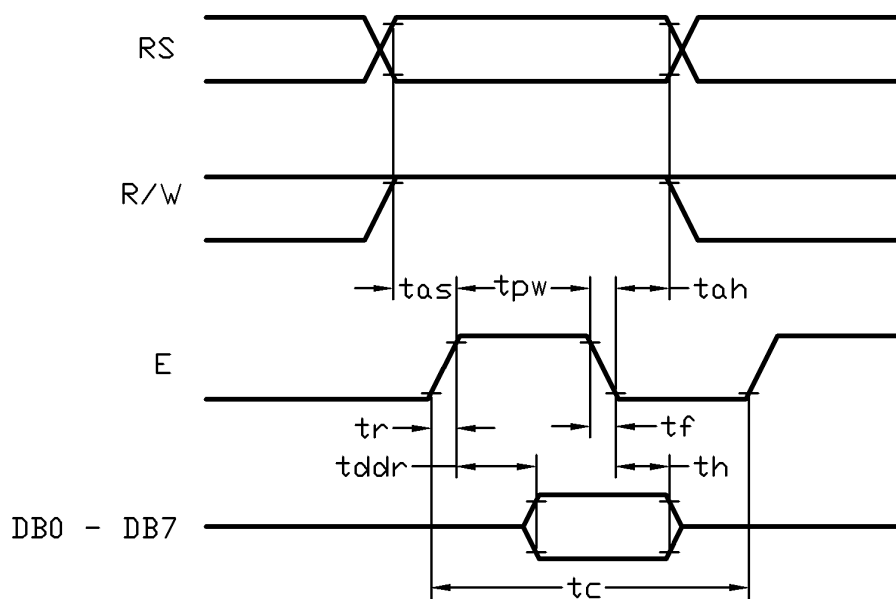 RS
R/W
tas tpw tah
E
tr tf
tddr th
DB0 - DB7
tc